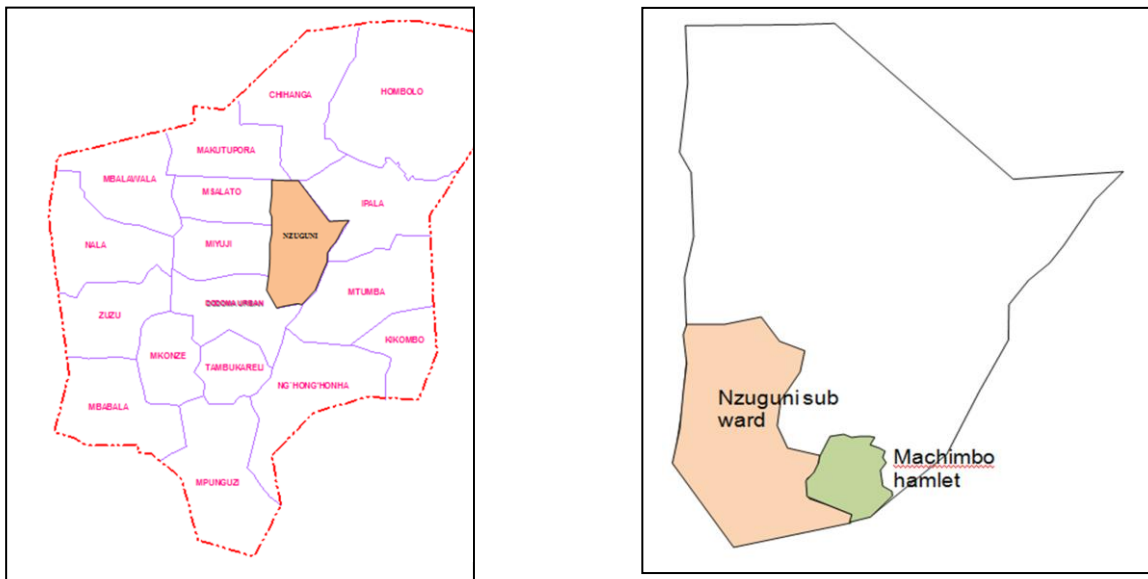 CHIHANGA
HOMBOLO
MAKUTUPORA
MBALAWALA
MSALATO
IPALA
NZUGUNI
NALA
MIYUJI
MTUMBA
DODOMA URBAN
ZUZU
KIKOMBO
MKONZE
TAMBUKARELI
NG'HONG'HONHA
MBABALA
MPUNGUZI
Nzuguni sub
ward
Machimbo
hamlet